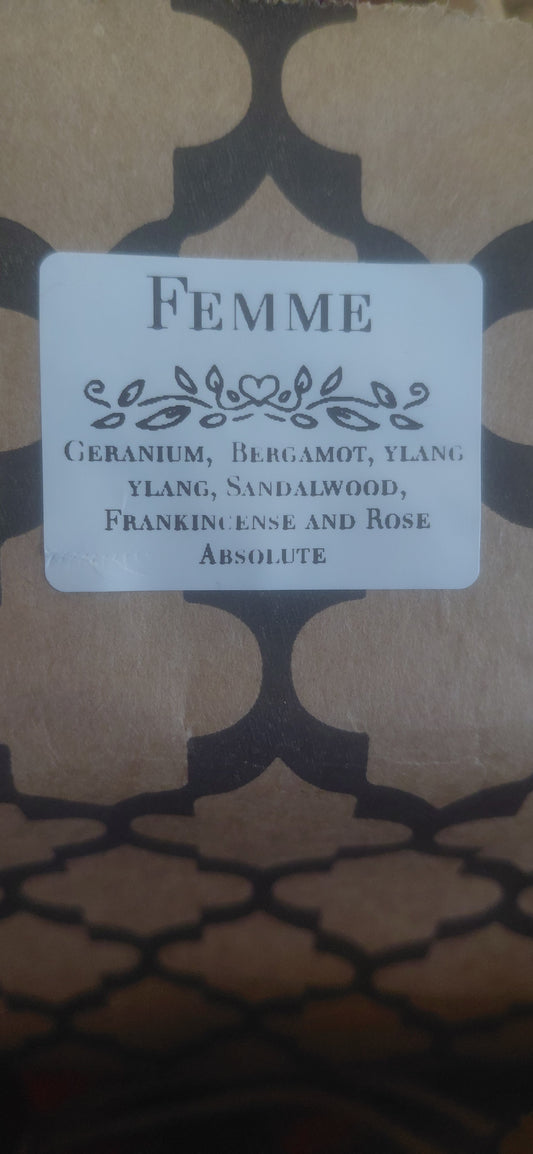 FEMME
GERANIUM, BERGAMOT, YLANG
YLANG, SANDALWOOD,
FRANKINCENSE AND ROSE
ABSOLUTE